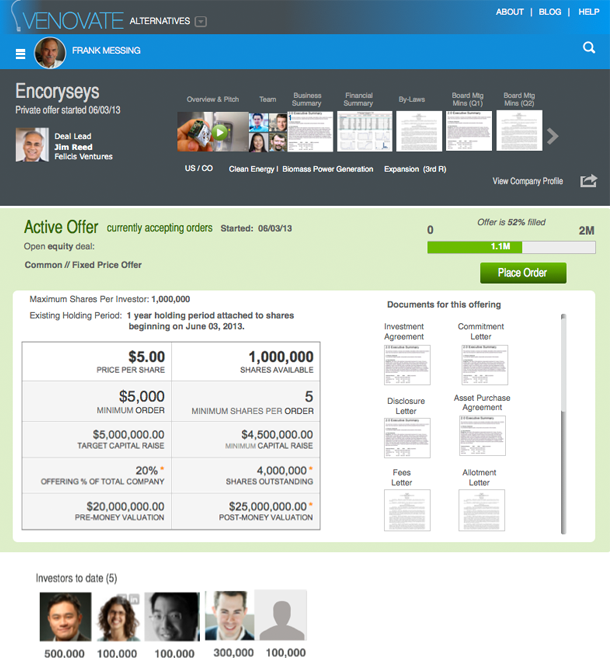 VENOVATE ALTERNATIVES
ABOUT | BLOG | HELP
FRANK MESSING
Encoryseys
Private offer started 06/03/13
Deal Lead
Jim Reed
Felicis Ventures
Overview & Pitch
Team
Business Summary
Financial Summary
By-Laws
Board Mtg Mins (Q1)
Board Mtg Mins (Q2)
US / CO
Clean Energy I Biomass Power Generation
Expansion (3rd R)
View Company Profile
Active Offer currently accepting orders Started: 06/03/13
Open equity deal:
Common // Fixed Price Offer
Offer is 52% filled
0
2M
1.1M
Place Order
Maximum Shares Per Investor: 1,000,000
Existing Holding Period: 1 year holding period attached to shares
beginning on June 03, 2013.
$5.00
PRICE PER SHARE
1,000,000
SHARES AVAILABLE
$5,000
MINIMUM ORDER
5
MINIMUM SHARES PER ORDER
$5,000,000.00
TARGET CAPITAL RAISE
$4,500,000.00
MINIMUM CAPITAL RAISE
20% *
OFFERING % OF TOTAL COMPANY
4,000,000 *
SHARES OUTSTANDING
$20,000,000.00
PRE-MONEY VALUATION
$25,000,000.00 *
POST-MONEY VALUATION
Documents for this offering
Investment
Agreement
Commitment
Letter
Disclosure
Letter
Asset Purchase
Agreement
Fees
Letter
Allotment
Letter
Investors to date (5)
in
500.000
100.000
100.000
300,000
100,000